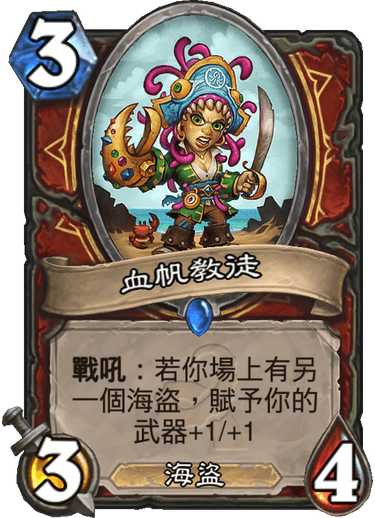 3
血帆教徒
戰吼：若你場上有另
一個海盜，賦予你的
武器+1/+1
3
海盜
4